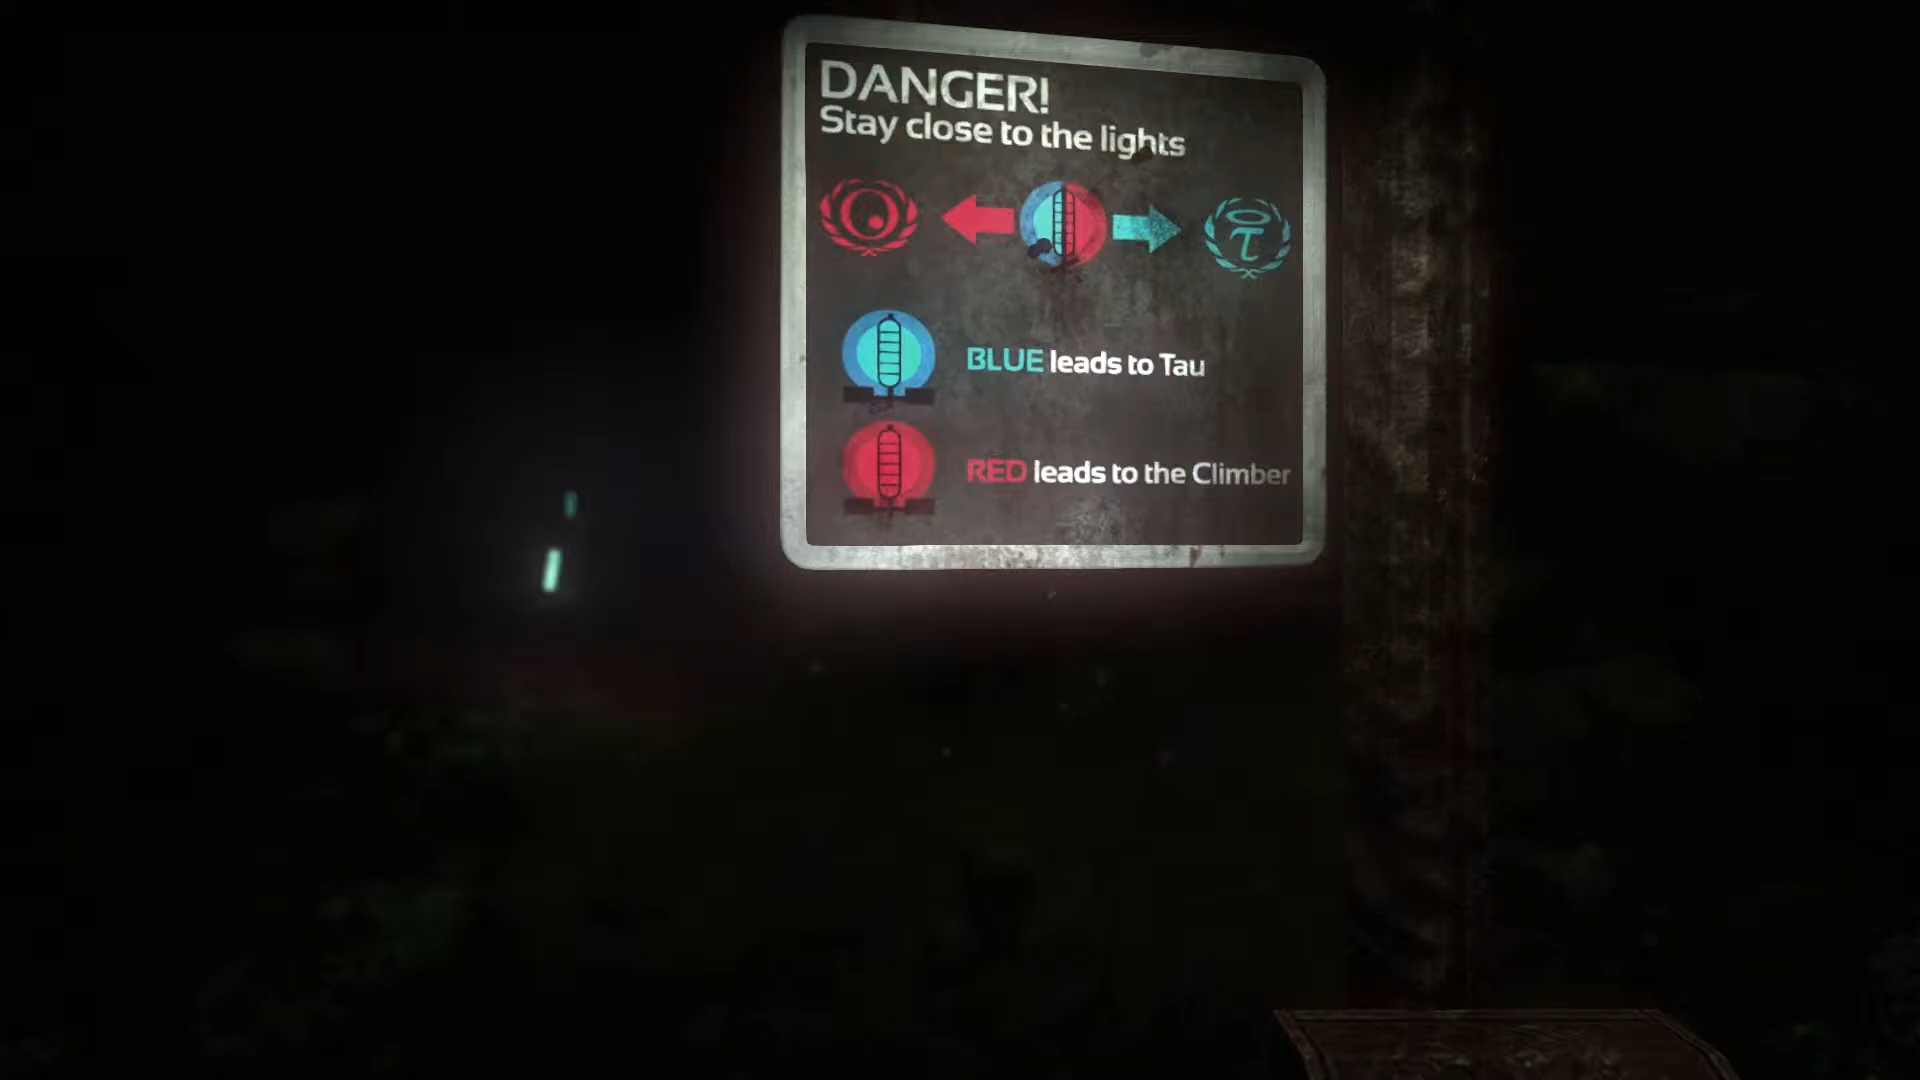 DANGER!
Stay close to the lights
τ
BLUE leads to Tau
RED leads to the Climber